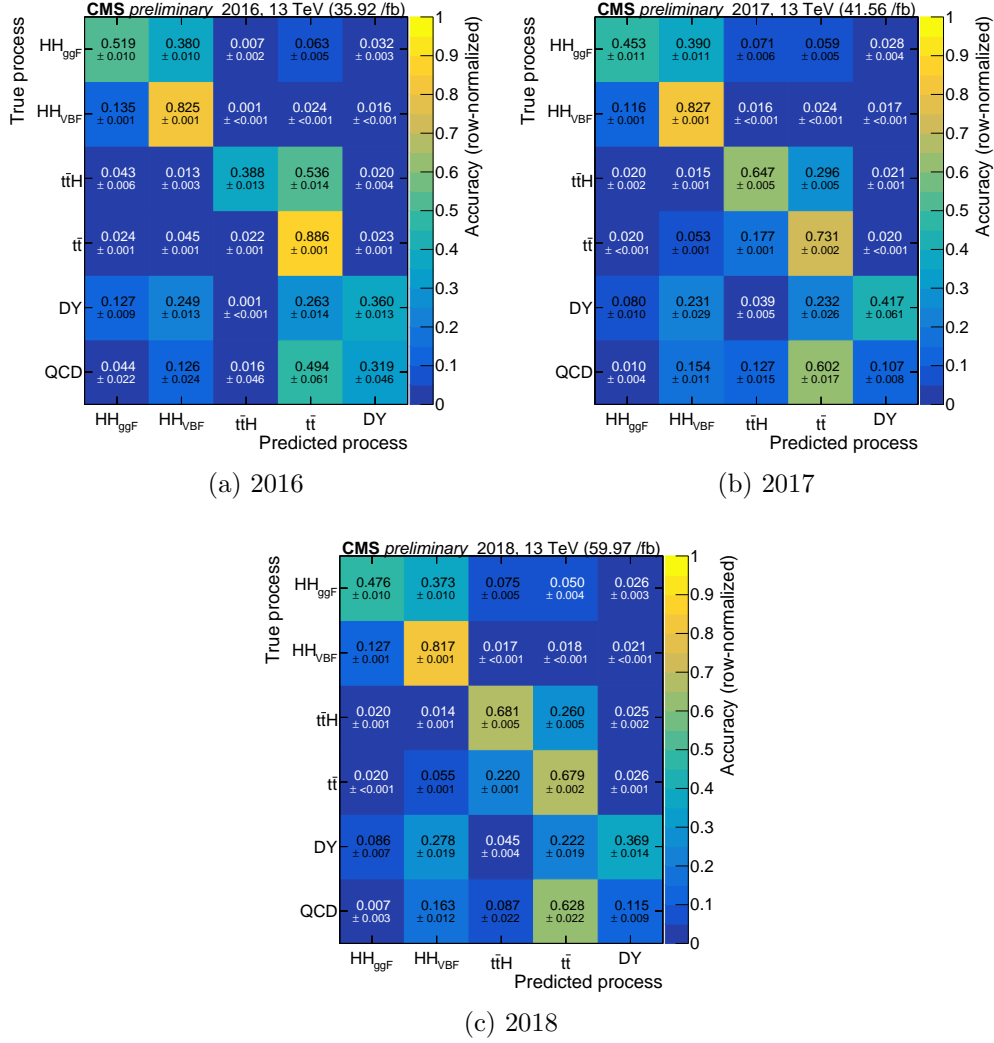 CMS preliminary 2016, 13 TeV (35.92 /fb)
True process
HH_ggF 0.519 ± 0.010 0.380 ± 0.010 0.007 ± 0.002 0.063 ± 0.005 0.032 ± 0.003
HH_VBF 0.135 ± 0.001 0.825 ± 0.001 0.001 ± <0.001 0.024 ± <0.001 0.016 ± <0.001
tt̄H 0.043 ± 0.006 0.013 ± 0.003 0.388 ± 0.013 0.536 ± 0.014 0.020 ± 0.004
tt̄ 0.024 ± 0.001 0.045 ± 0.001 0.022 ± 0.001 0.886 ± 0.001 0.023 ± 0.001
DY 0.127 ± 0.009 0.249 ± 0.013 0.001 ± <0.001 0.263 ± 0.014 0.360 ± 0.013
QCD 0.044 ± 0.022 0.126 ± 0.024 0.016 ± 0.046 0.494 ± 0.061 0.319 ± 0.046
HH_ggF HH_VBF tt̄H tt̄ DY
Predicted process
1
0.9
0.8
0.7
0.6
0.5
0.4
0.3
0.2
0.1
0
Accuracy (row-normalized)
(a) 2016
CMS preliminary 2017, 13 TeV (41.56 /fb)
True process
HH_ggF 0.453 ± 0.011 0.390 ± 0.011 0.071 ± 0.006 0.059 ± 0.005 0.028 ± 0.004
HH_VBF 0.116 ± 0.001 0.827 ± 0.001 0.016 ± <0.001 0.024 ± <0.001 0.017 ± <0.001
tt̄H 0.020 ± 0.002 0.015 ± 0.001 0.647 ± 0.005 0.296 ± 0.005 0.021 ± 0.001
tt̄ 0.020 ± <0.001 0.053 ± 0.001 0.177 ± 0.001 0.731 ± 0.002 0.020 ± <0.001
DY 0.080 ± 0.010 0.231 ± 0.029 0.039 ± 0.005 0.232 ± 0.026 0.417 ± 0.061
QCD 0.010 ± 0.004 0.154 ± 0.011 0.127 ± 0.015 0.602 ± 0.017 0.107 ± 0.008
HH_ggF HH_VBF tt̄H tt̄ DY
Predicted process
1
0.9
0.8
0.7
0.6
0.5
0.4
0.3
0.2
0.1
0
Accuracy (row-normalized)
(b) 2017
CMS preliminary 2018, 13 TeV (59.97 /fb)
True process
HH_ggF 0.476 ± 0.010 0.373 ± 0.010 0.075 ± 0.005 0.050 ± 0.004 0.026 ± 0.003
HH_VBF 0.127 ± 0.001 0.817 ± 0.001 0.017 ± <0.001 0.018 ± <0.001 0.021 ± <0.001
tt̄H 0.020 ± 0.001 0.014 ± 0.001 0.681 ± 0.005 0.260 ± 0.005 0.025 ± 0.002
tt̄ 0.020 ± <0.001 0.055 ± 0.001 0.220 ± 0.001 0.679 ± 0.002 0.026 ± 0.001
DY 0.086 ± 0.007 0.278 ± 0.019 0.045 ± 0.004 0.222 ± 0.019 0.369 ± 0.014
QCD 0.007 ± 0.003 0.163 ± 0.012 0.087 ± 0.022 0.628 ± 0.022 0.115 ± 0.009
HH_ggF HH_VBF tt̄H tt̄ DY
Predicted process
1
0.9
0.8
0.7
0.6
0.5
0.4
0.3
0.2
0.1
0
Accuracy (row-normalized)
(c) 2018